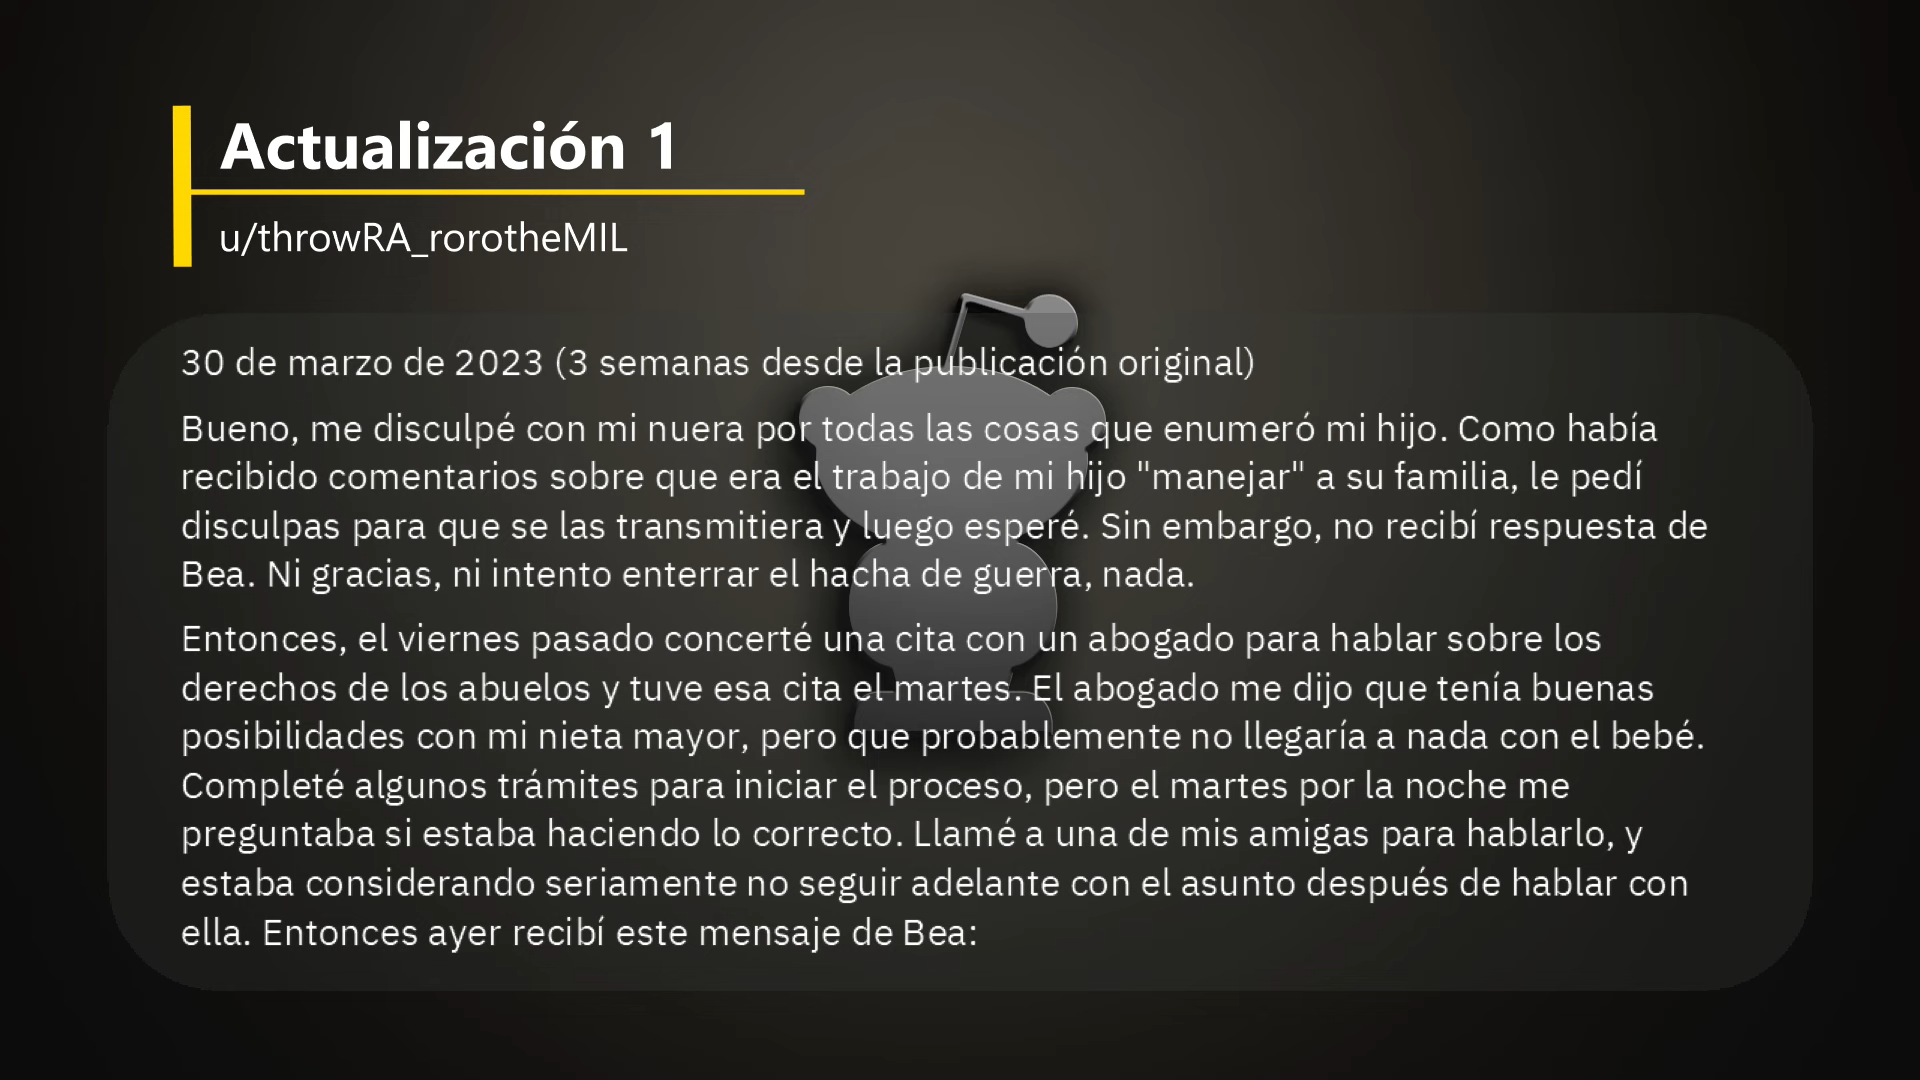 Actualización 1
u/throwRA_rorotheMIL
30 de marzo de 2023 (3 semanas desde la publicación original)
Bueno, me disculpé con mi nuera por todas las cosas que enumeró mi hijo. Como había
recibido comentarios sobre que era el trabajo de mi hijo "manejar" a su familia, le pedí
disculpas para que se las transmitiera y luego esperé. Sin embargo, no recibí respuesta de
Bea. Ni gracias, ni intento enterrar el hacha de guerra, nada.
Entonces, el viernes pasado concerté una cita con un abogado para hablar sobre los
derechos de los abuelos y tuve esa cita el martes. El abogado me dijo que tenía buenas
posibilidades con mi nieta mayor, pero que probablemente no llegaría a nada con el bebé.
Completé algunos trámites para iniciar el proceso, pero el martes por la noche me
preguntaba si estaba haciendo lo correcto. Llamé a una de mis amigas para hablarlo, y
estaba considerando seriamente no seguir adelante con el asunto después de hablar con
ella. Entonces ayer recibí este mensaje de Bea: